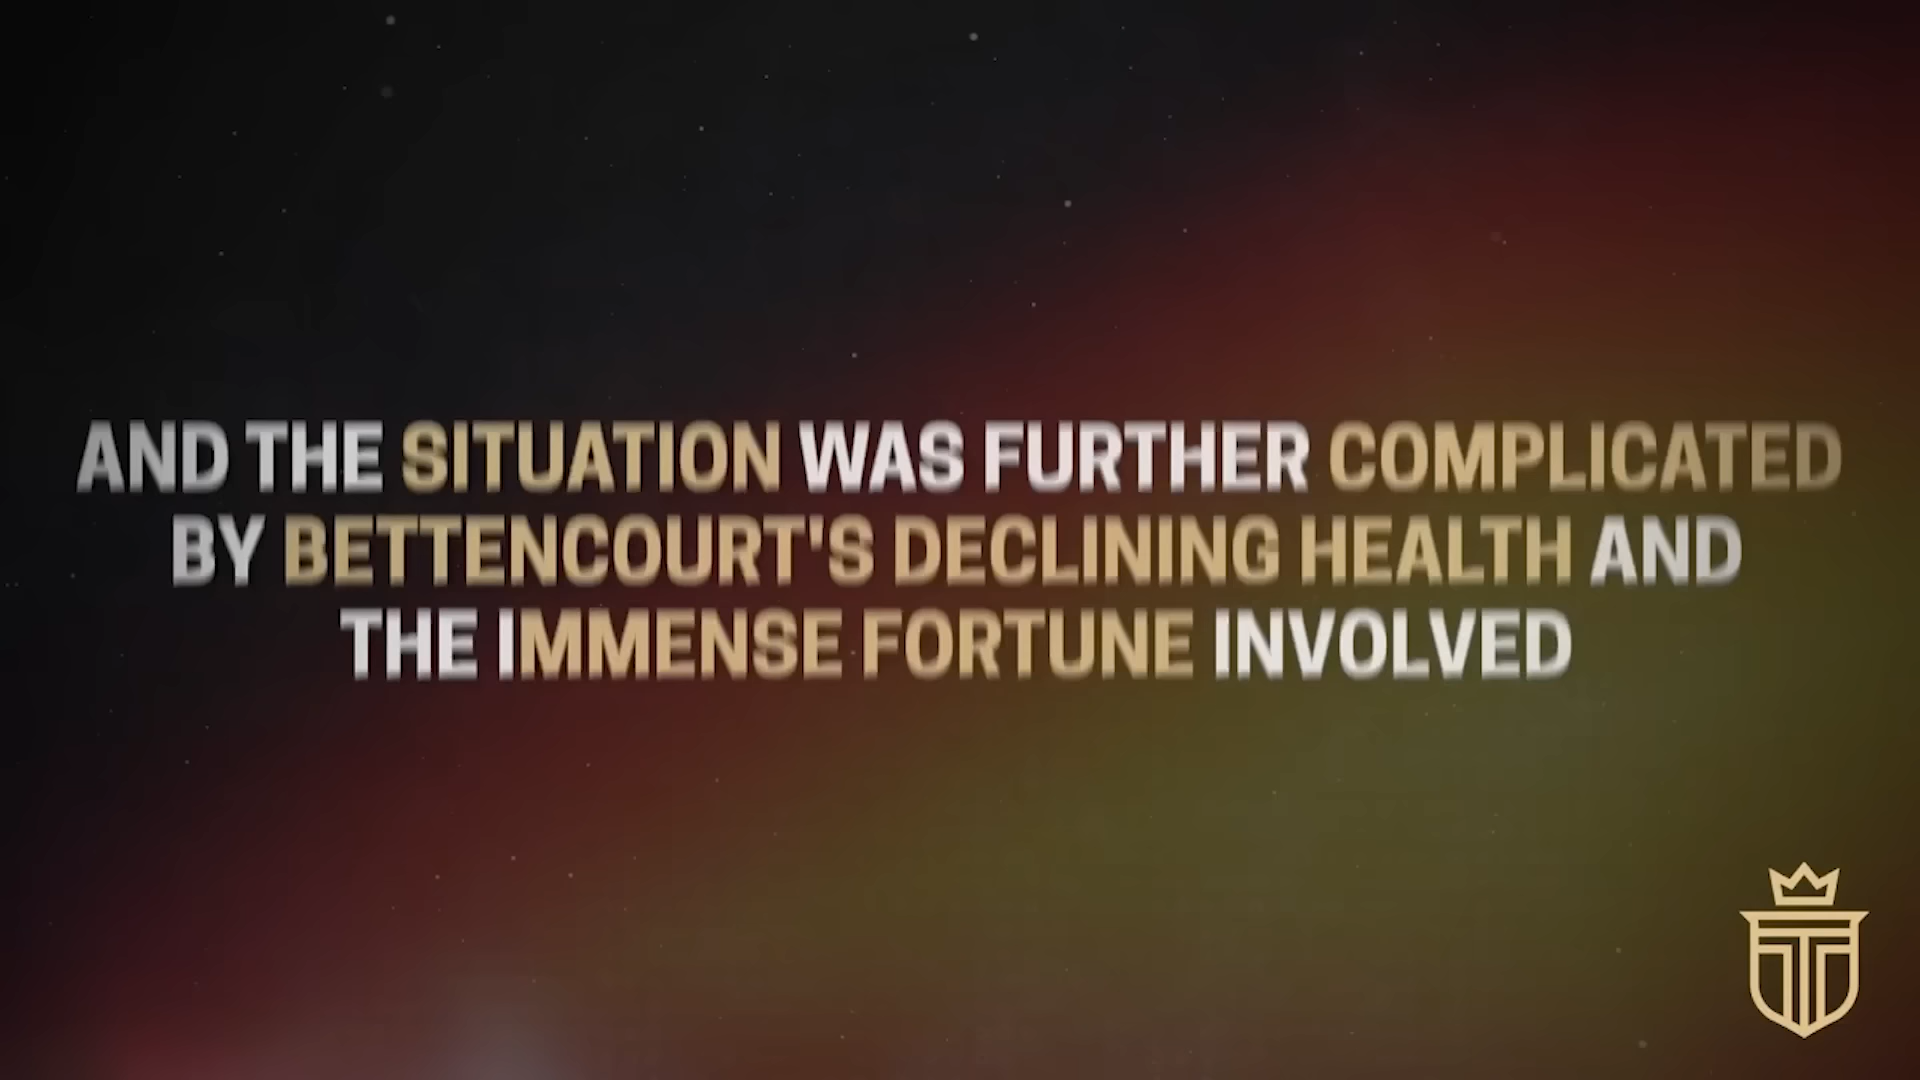 AND THE SITUATION WAS FURTHER COMPLICATED
BY BETTENCOURT'S DECLINING HEALTH AND
THE IMMENSE FORTUNE INVOLVED